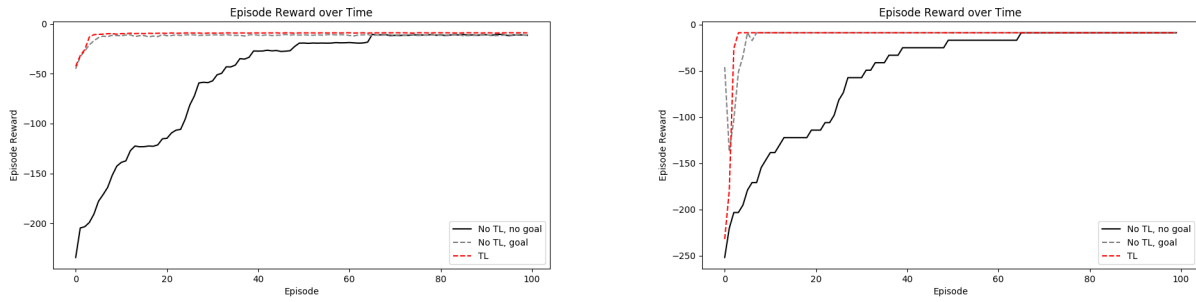 Episode Reward over Time
Episode Reward
0
−50
−100
−150
−200
0
20
40
60
80
100
Episode
No TL, no goal
No TL, goal
TL
Episode Reward over Time
Episode Reward
0
−50
−100
−150
−200
−250
0
20
40
60
80
100
Episode
No TL, no goal
No TL, goal
TL